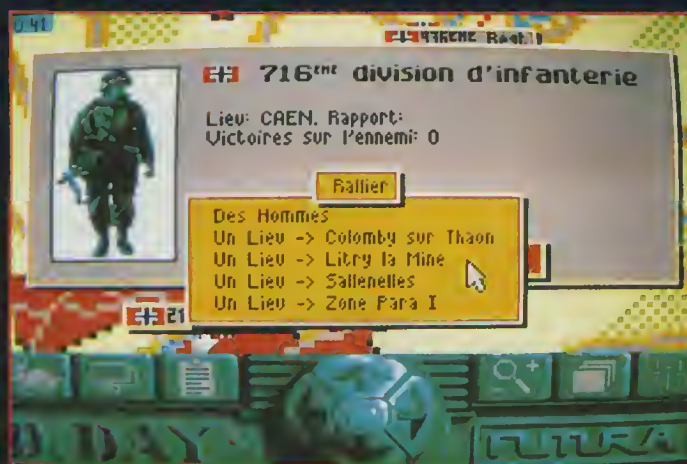 0.41
716ème division d'infanterie
Lieu: CAEN. Rapport:
Victoires sur l'ennemi: 0
Rallier
Des Hommes
Un Lieu -> Colomby sur Thaon
Un Lieu -> Litry la Mine
Un Lieu -> Sallenelles
Un Lieu -> Zone Para I
21
D.DAY